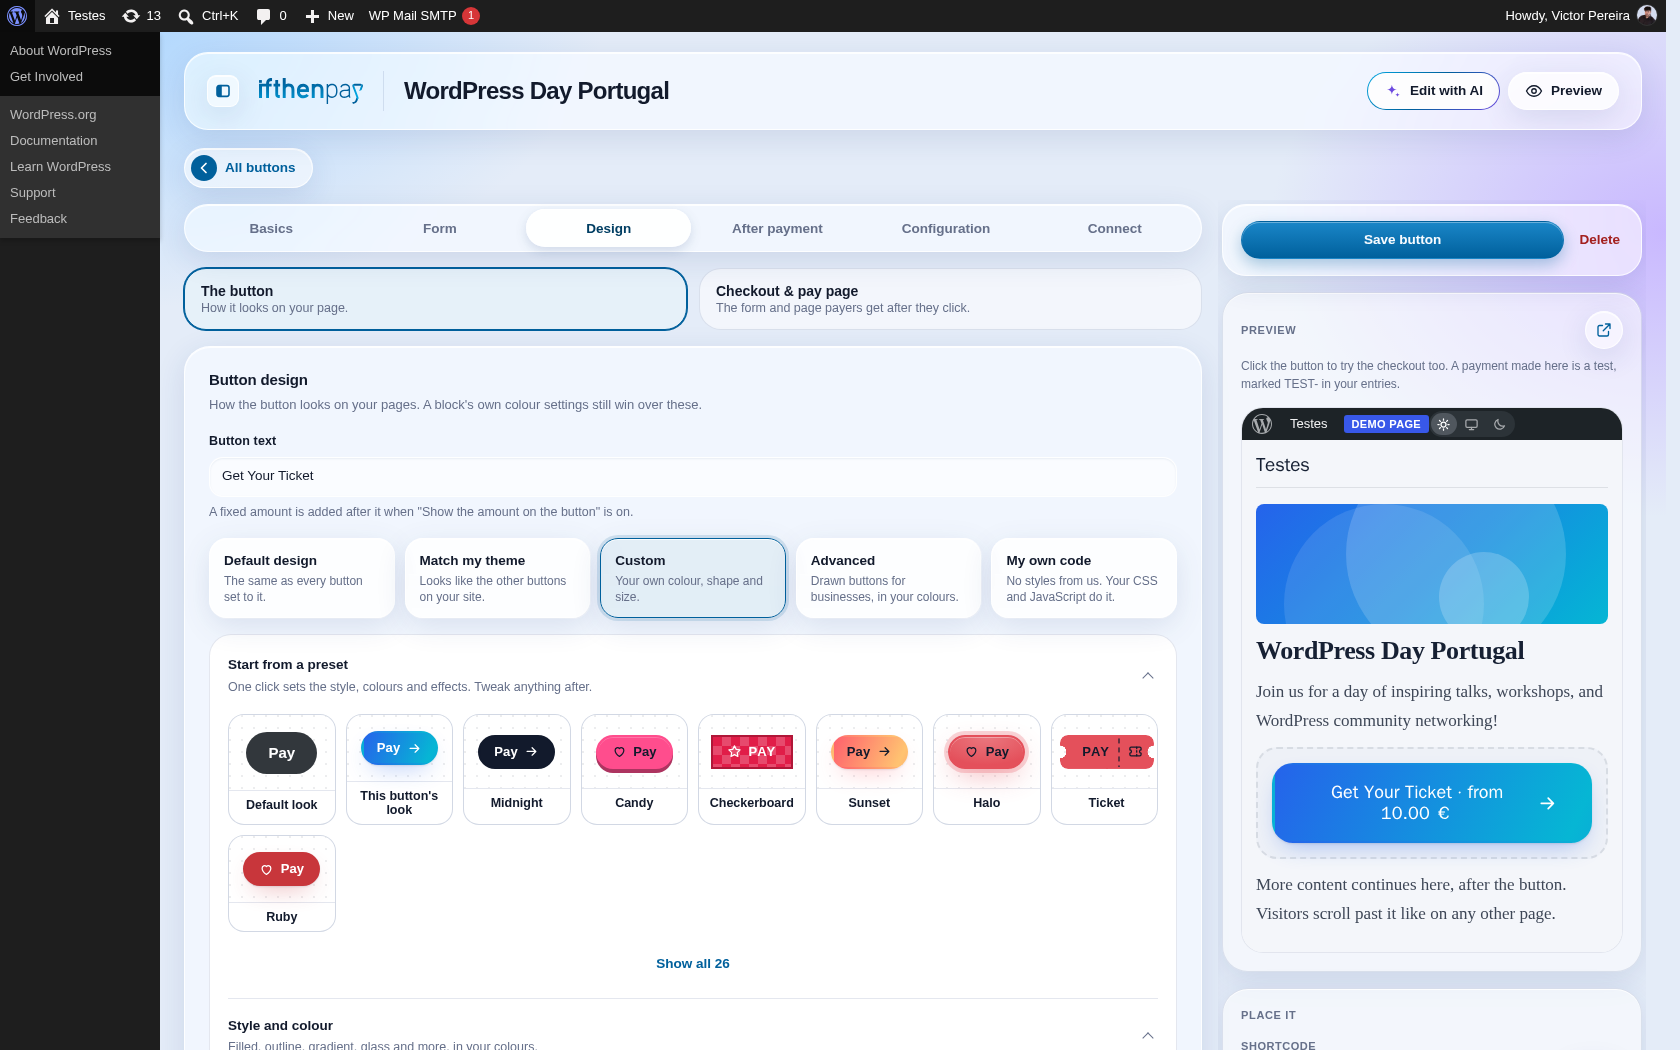 Testes
13
Ctrl+K
0
New
WP Mail SMTP 1
Howdy, Victor Pereira
About WordPress
Get Involved
WordPress.org
Documentation
Learn WordPress
Support
Feedback
ifthenpay
WordPress Day Portugal
Edit with AI
Preview
All buttons
Basics
Form
Design
After payment
Configuration
Connect
The button
How it looks on your page.
Checkout & pay page
The form and page payers get after they click.
Button design
How the button looks on your pages. A block's own colour settings still win over these.
Button text
Get Your Ticket
A fixed amount is added after it when "Show the amount on the button" is on.
Default design
The same as every button
set to it.
Match my theme
Looks like the other buttons
on your site.
Custom
Your own colour, shape and
size.
Advanced
Drawn buttons for
businesses, in your colours.
My own code
No styles from us. Your CSS
and JavaScript do it.
Start from a preset
One click sets the style, colours and effects. Tweak anything after.
Pay
Default look
Pay
This button's
look
Pay
Midnight
Pay
Candy
PAY
Checkerboard
Pay
Sunset
Pay
Halo
PAY
Ticket
Pay
Ruby
Show all 26
Style and colour
Filled, outline, gradient, glass and more, in your colours.
Save button
Delete
PREVIEW
Click the button to try the checkout too. A payment made here is a test,
marked TEST- in your entries.
Testes
DEMO PAGE
Testes
WordPress Day Portugal
Join us for a day of inspiring talks, workshops, and
WordPress community networking!
Get Your Ticket · from
10.00 €
More content continues here, after the button.
Visitors scroll past it like on any other page.
PLACE IT
SHORTCODE